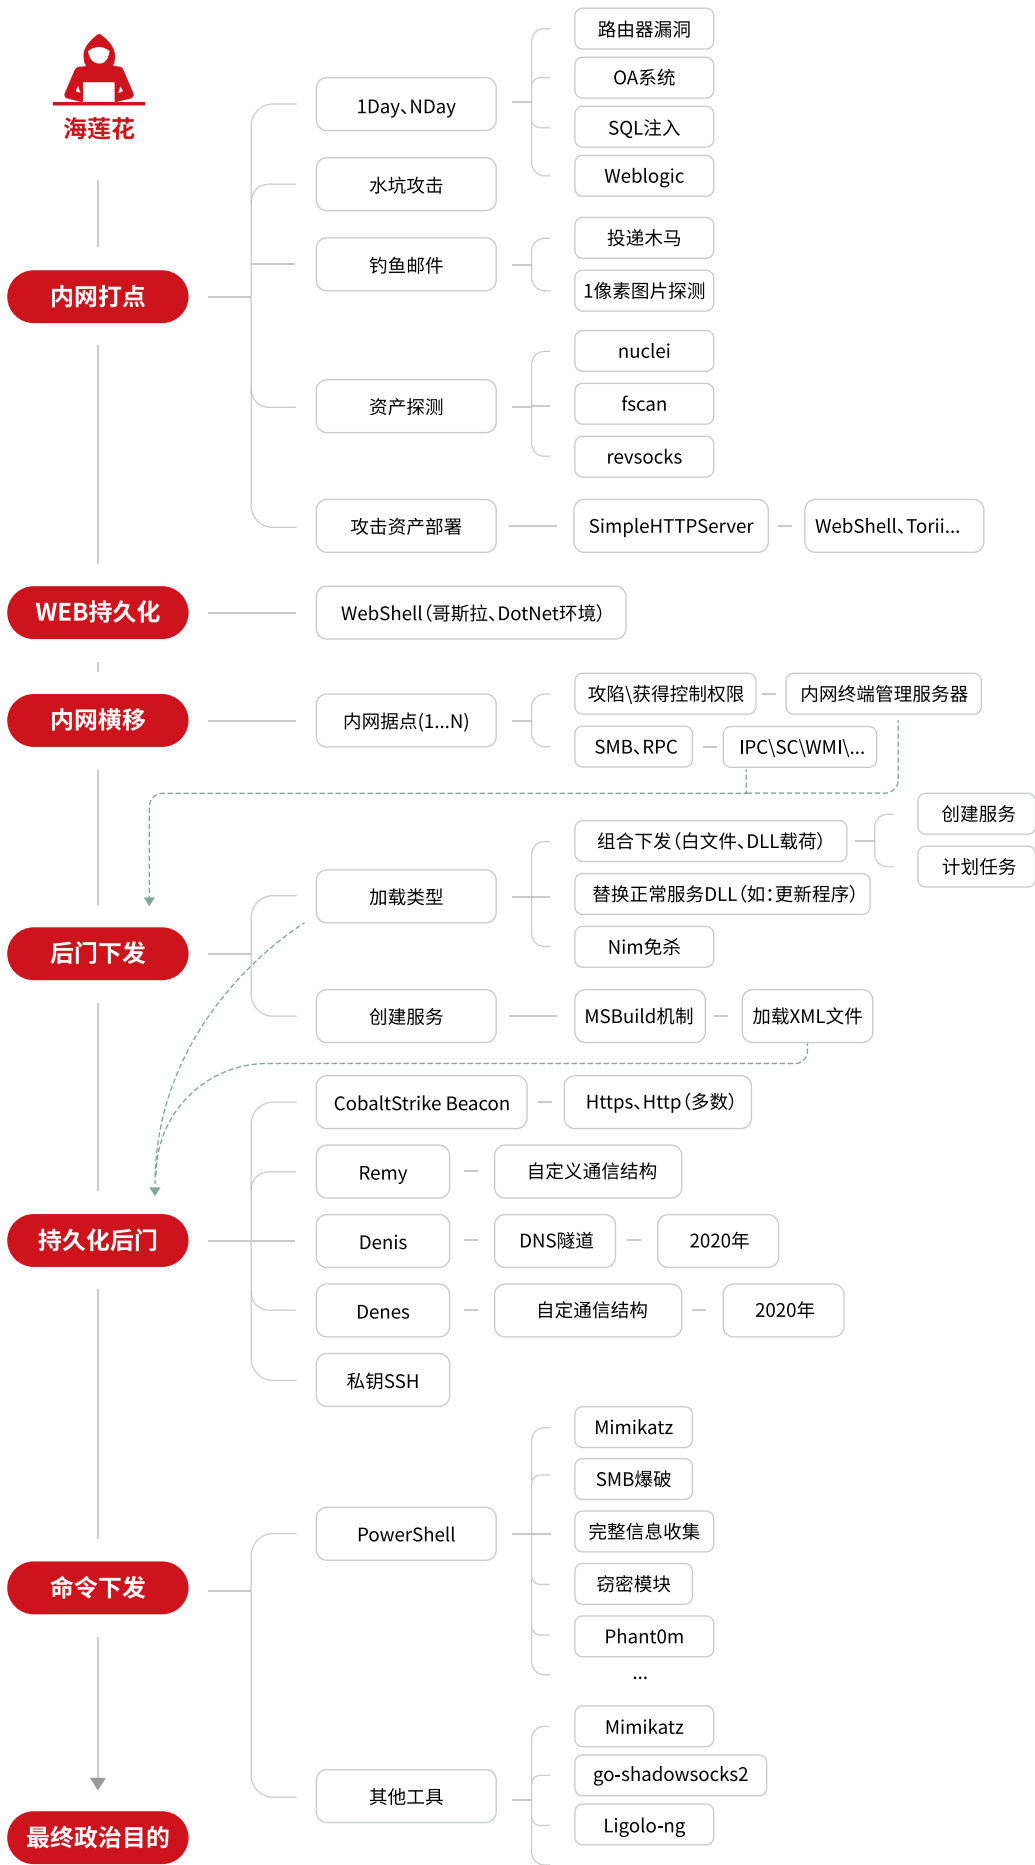 海莲花
内网打点
1Day、NDay
路由器漏洞
OA系统
SQL注入
Weblogic
水坑攻击
钓鱼邮件
投递木马
1像素图片探测
资产探测
nuclei
fscan
revsocks
攻击资产部署
SimpleHTTPServer
WebShell、Torii...
WEB持久化
WebShell（哥斯拉、DotNet环境）
内网横移
内网据点(1...N)
攻陷\获得控制权限
内网终端管理服务器
SMB、RPC
IPC\SC\WMI\...
后门下发
加载类型
组合下发（白文件、DLL载荷）
创建服务
计划任务
替换正常服务DLL（如：更新程序）
Nim免杀
创建服务
MSBuild机制
加载XML文件
持久化后门
CobaltStrike Beacon
Https、Http（多数）
Remy
自定义通信结构
Denis
DNS隧道
2020年
Denes
自定通信结构
2020年
私钥SSH
命令下发
PowerShell
Mimikatz
SMB爆破
完整信息收集
窃密模块
Phant0m
...
其他工具
Mimikatz
go-shadowsocks2
Ligolo-ng
最终政治目的